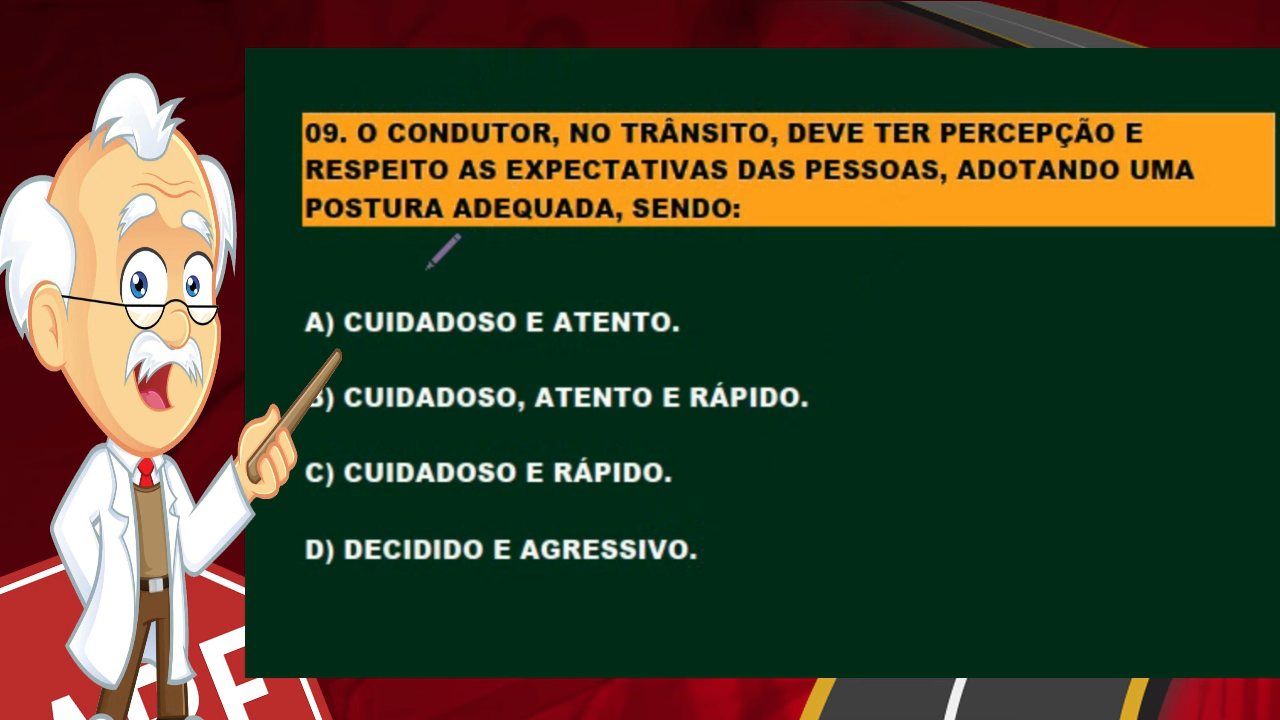 09. O CONDUTOR, NO TRÂNSITO, DEVE TER PERCEPÇÃO E
RESPEITO AS EXPECTATIVAS DAS PESSOAS, ADOTANDO UMA
POSTURA ADEQUADA, SENDO:
A) CUIDADOSO E ATENTO.
B) CUIDADOSO, ATENTO E RÁPIDO.
C) CUIDADOSO E RÁPIDO.
D) DECIDIDO E AGRESSIVO.